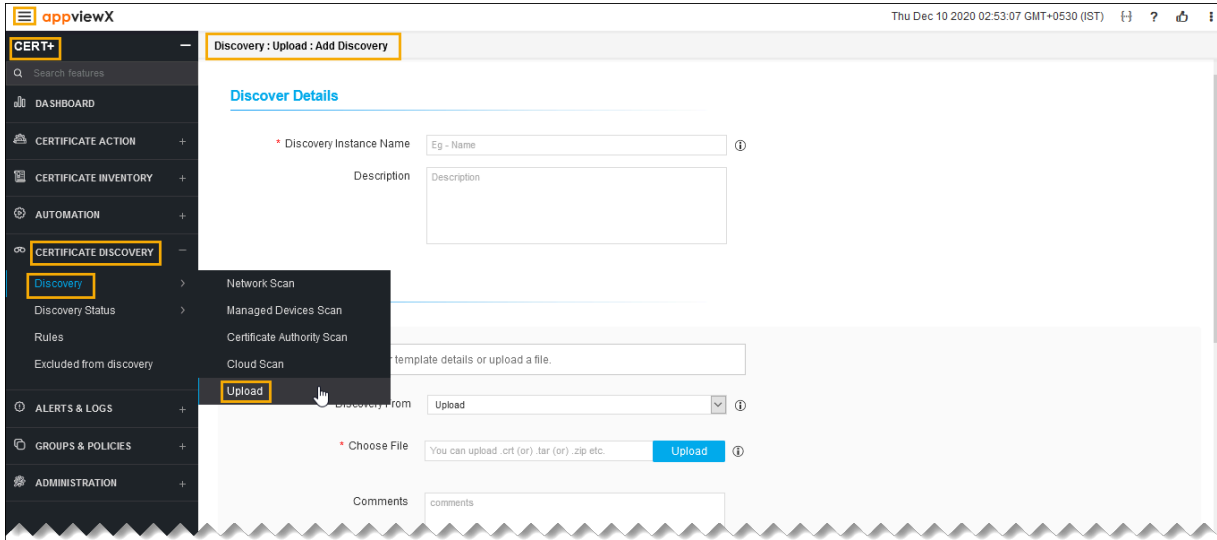 appviewX
Thu Dec 10 2020 02:53:07 GMT+0530 (IST)
?
CERT+
Discovery : Upload : Add Discovery
Search features
DASHBOARD
CERTIFICATE ACTION +
CERTIFICATE INVENTORY +
AUTOMATION +
CERTIFICATE DISCOVERY
Discovery
Discovery Status
Rules
Excluded from discovery
ALERTS & LOGS +
GROUPS & POLICIES +
ADMINISTRATION +
Network Scan
Managed Devices Scan
Certificate Authority Scan
Cloud Scan
Upload
Discover Details
* Discovery Instance Name
Eg - Name
Description
Description
template details or upload a file.
Discovery From
Upload
* Choose File
You can upload .crt (or) .tar (or) .zip etc.
Upload
Comments
comments